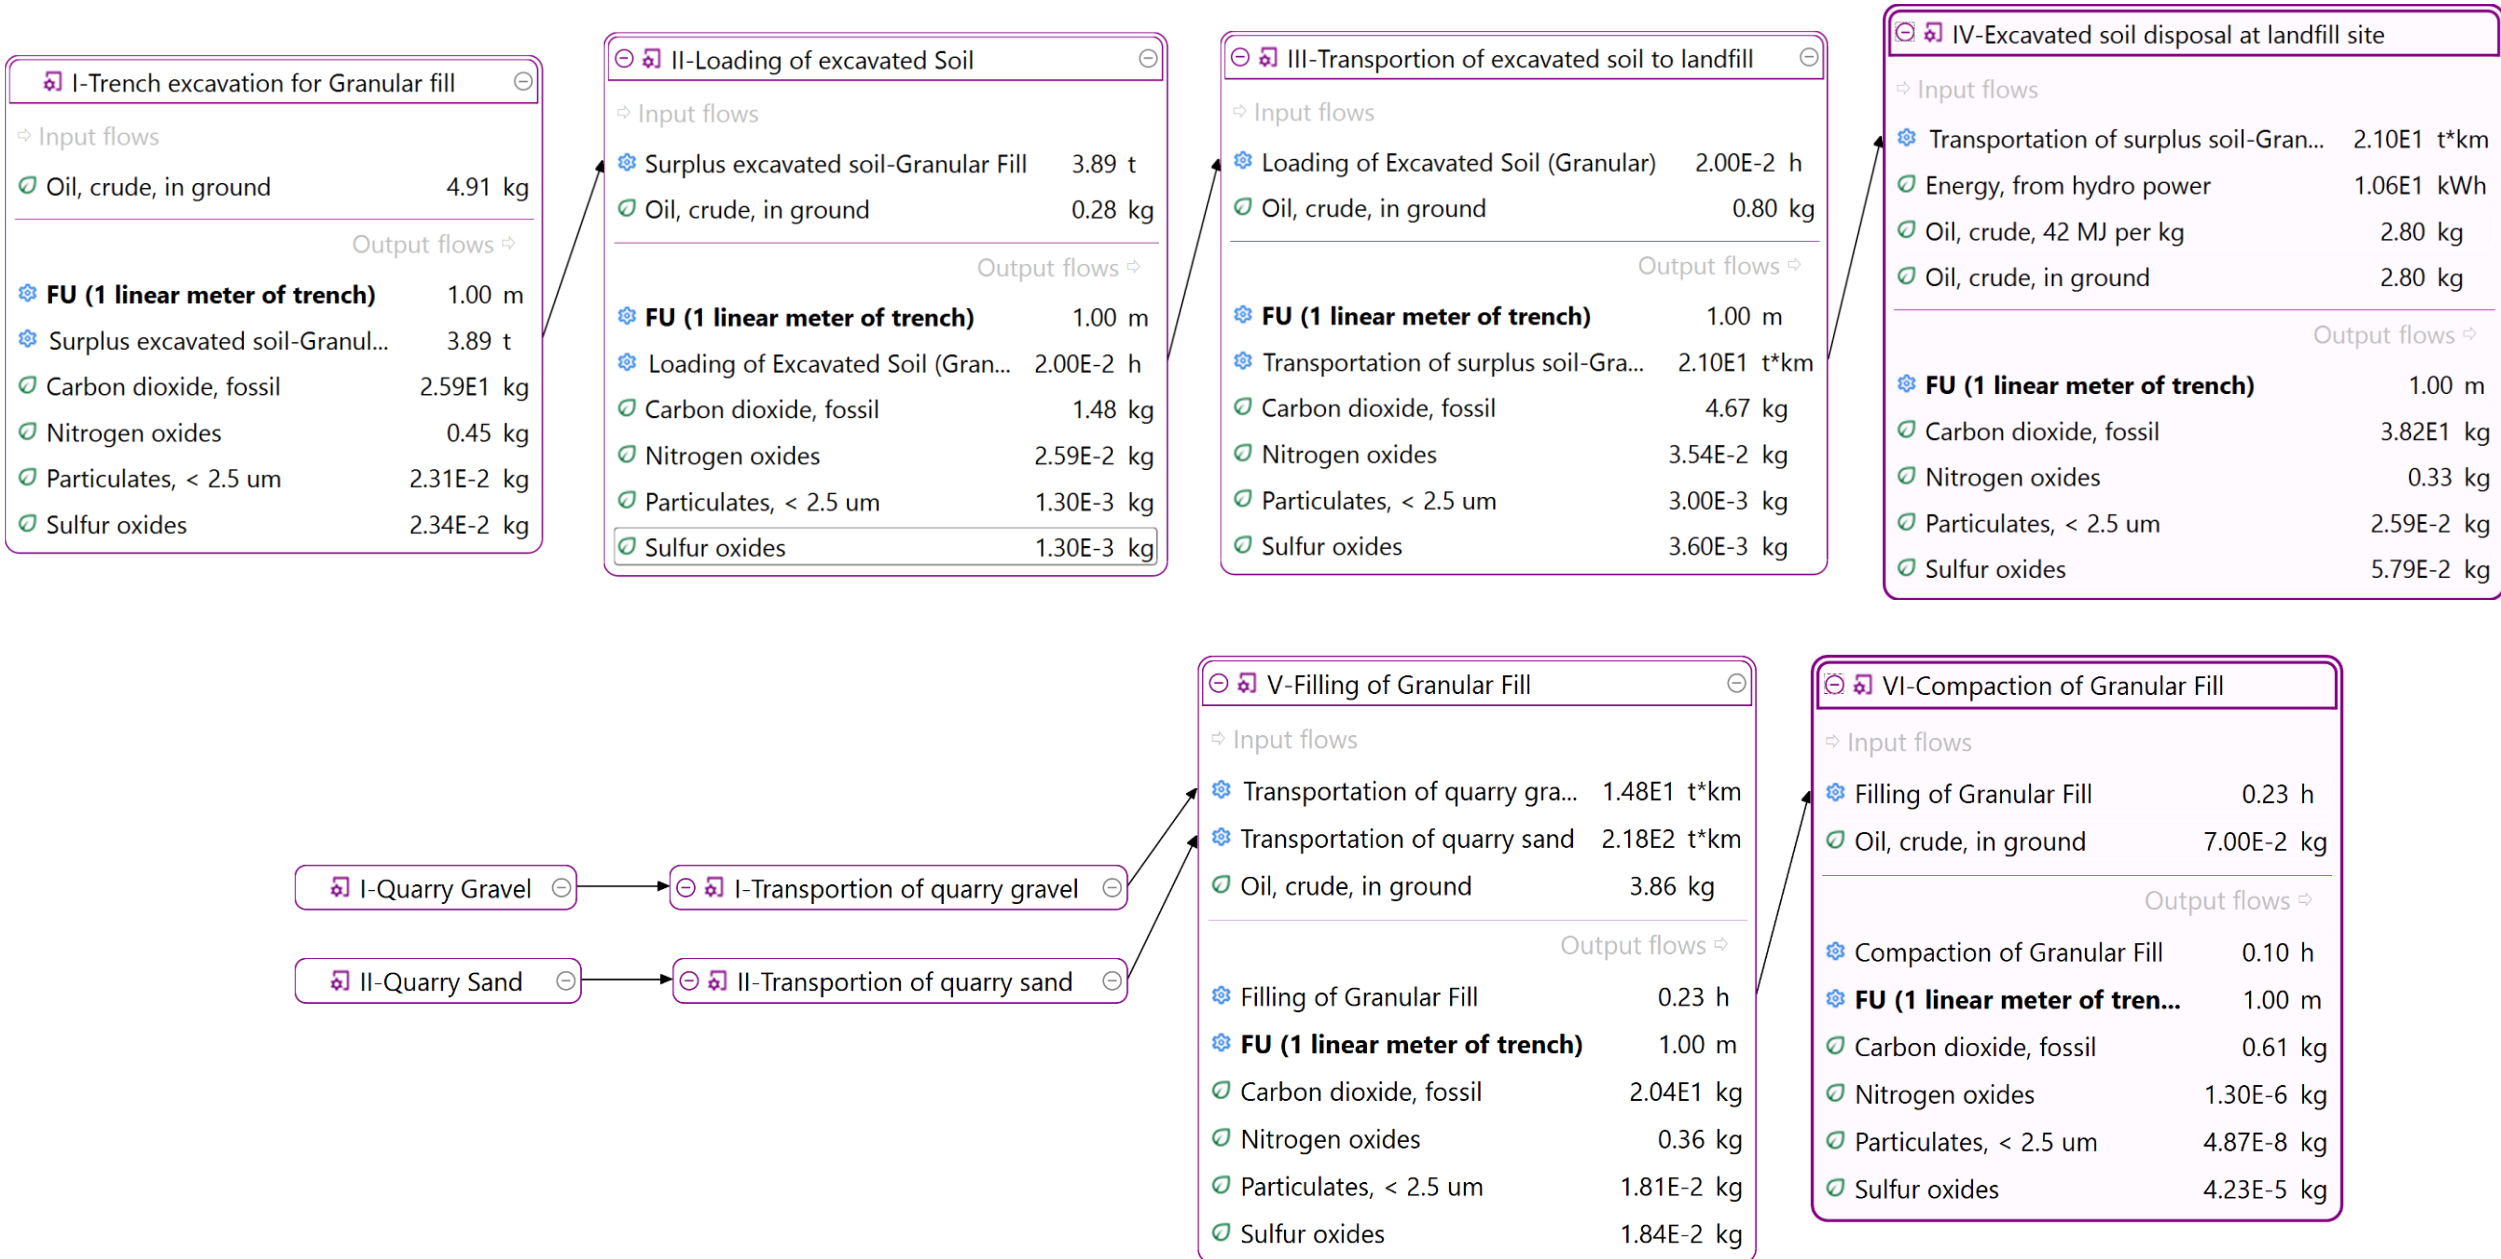 I-Trench excavation for Granular fill
Input flows
Oil, crude, in ground 4.91 kg
Output flows
FU (1 linear meter of trench) 1.00 m
Surplus excavated soil-Granul... 3.89 t
Carbon dioxide, fossil 2.59E1 kg
Nitrogen oxides 0.45 kg
Particulates, < 2.5 um 2.31E-2 kg
Sulfur oxides 2.34E-2 kg
II-Loading of excavated Soil
Input flows
Surplus excavated soil-Granular Fill 3.89 t
Oil, crude, in ground 0.28 kg
Output flows
FU (1 linear meter of trench) 1.00 m
Loading of Excavated Soil (Gran... 2.00E-2 h
Carbon dioxide, fossil 1.48 kg
Nitrogen oxides 2.59E-2 kg
Particulates, < 2.5 um 1.30E-3 kg
Sulfur oxides 1.30E-3 kg
III-Transportion of excavated soil to landfill
Input flows
Loading of Excavated Soil (Granular) 2.00E-2 h
Oil, crude, in ground 0.80 kg
Output flows
FU (1 linear meter of trench) 1.00 m
Transportation of surplus soil-Gra... 2.10E1 t*km
Carbon dioxide, fossil 4.67 kg
Nitrogen oxides 3.54E-2 kg
Particulates, < 2.5 um 3.00E-3 kg
Sulfur oxides 3.60E-3 kg
IV-Excavated soil disposal at landfill site
Input flows
Transportation of surplus soil-Gran... 2.10E1 t*km
Energy, from hydro power 1.06E1 kWh
Oil, crude, 42 MJ per kg 2.80 kg
Oil, crude, in ground 2.80 kg
Output flows
FU (1 linear meter of trench) 1.00 m
Carbon dioxide, fossil 3.82E1 kg
Nitrogen oxides 0.33 kg
Particulates, < 2.5 um 2.59E-2 kg
Sulfur oxides 5.79E-2 kg
I-Quarry Gravel
I-Transportion of quarry gravel
II-Quarry Sand
II-Transportion of quarry sand
V-Filling of Granular Fill
Input flows
Transportation of quarry gra... 1.48E1 t*km
Transportation of quarry sand 2.18E2 t*km
Oil, crude, in ground 3.86 kg
Output flows
Filling of Granular Fill 0.23 h
FU (1 linear meter of trench) 1.00 m
Carbon dioxide, fossil 2.04E1 kg
Nitrogen oxides 0.36 kg
Particulates, < 2.5 um 1.81E-2 kg
Sulfur oxides 1.84E-2 kg
VI-Compaction of Granular Fill
Input flows
Filling of Granular Fill 0.23 h
Oil, crude, in ground 7.00E-2 kg
Output flows
Compaction of Granular Fill 0.10 h
FU (1 linear meter of tren... 1.00 m
Carbon dioxide, fossil 0.61 kg
Nitrogen oxides 1.30E-6 kg
Particulates, < 2.5 um 4.87E-8 kg
Sulfur oxides 4.23E-5 kg